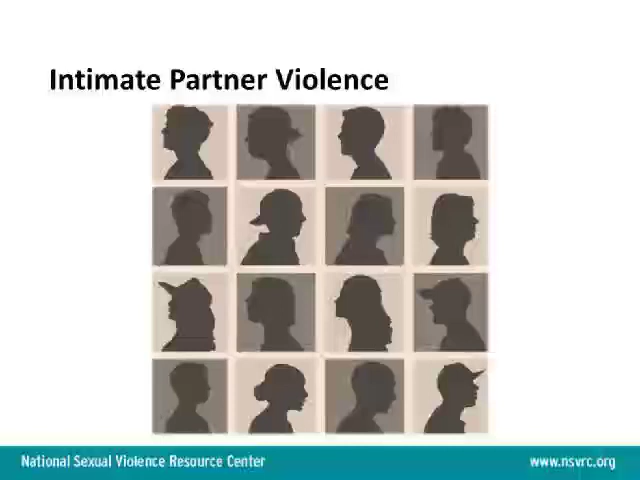 Intimate Partner Violence
National Sexual Violence Resource Center
www.nsvrc.org